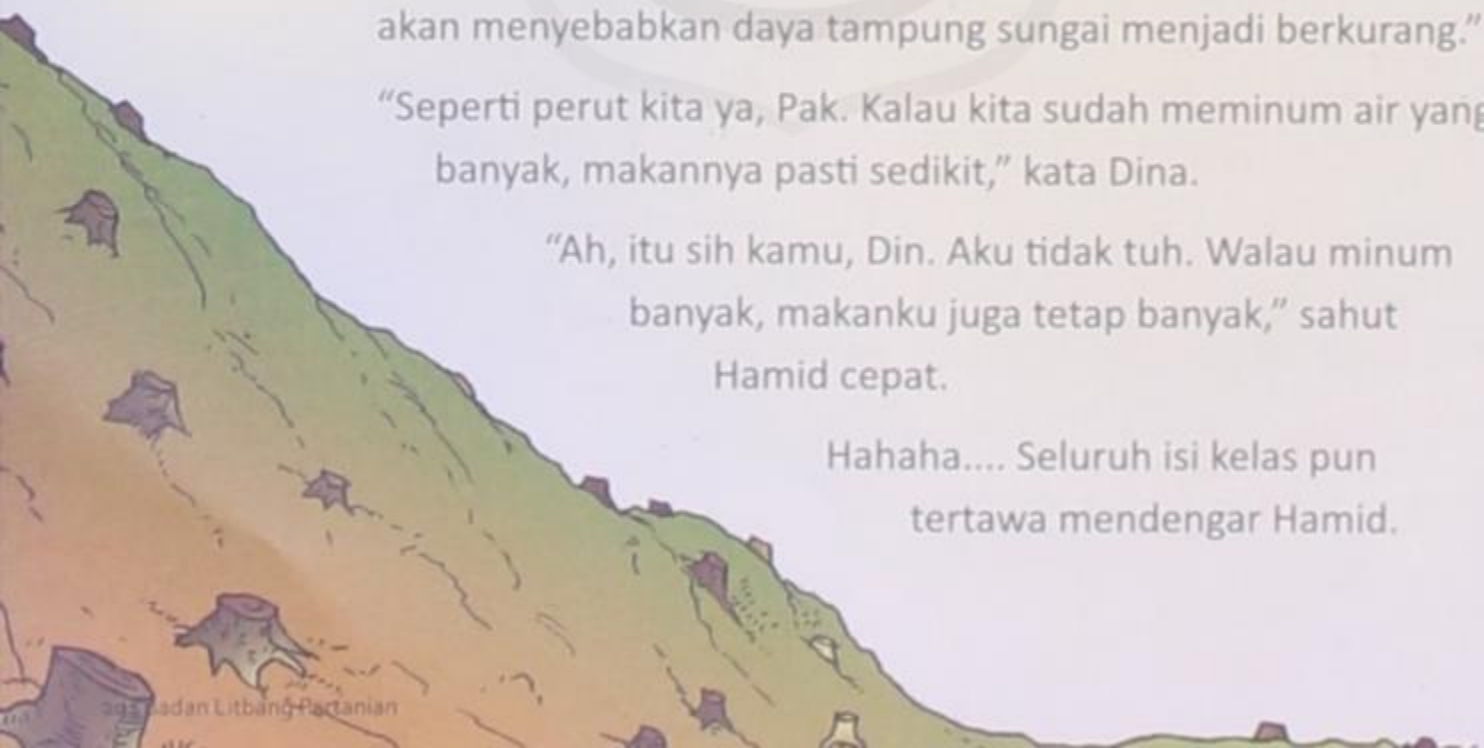 akan menyebabkan daya tampung sungai menjadi berkurang.”
“Seperti perut kita ya, Pak. Kalau kita sudah meminum air yang
banyak, makannya pasti sedikit,” kata Dina.
“Ah, itu sih kamu, Din. Aku tidak tuh. Walau minum
banyak, makanku juga tetap banyak,” sahut
Hamid cepat.
Hahaha.... Seluruh isi kelas pun
tertawa mendengar Hamid.
Badan Litbang Pertanian